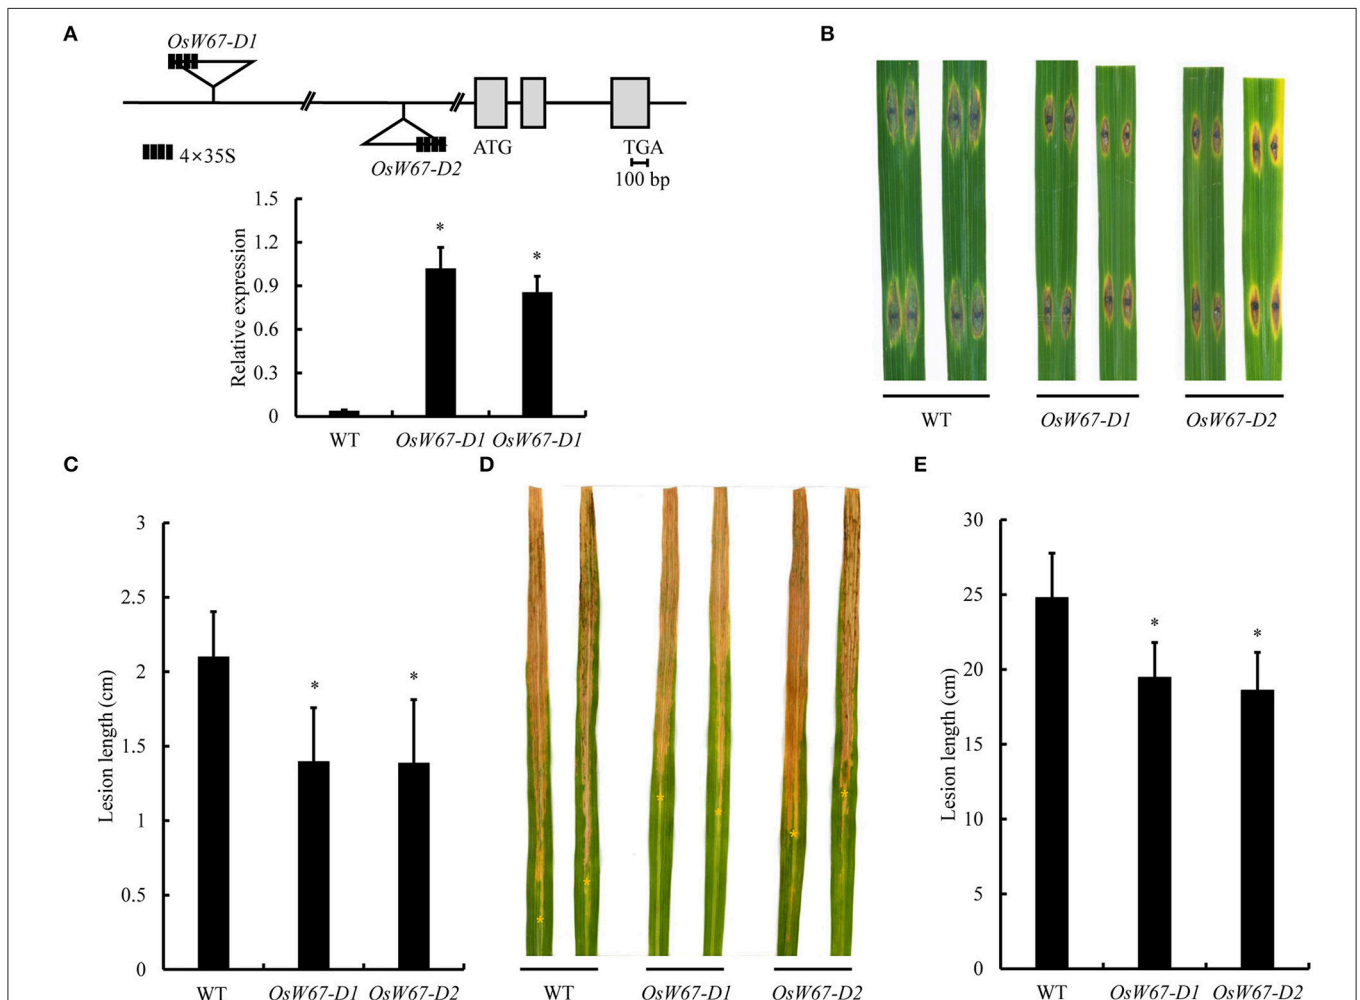 A
OsW67-D1
4×35S
OsW67-D2
ATG
TGA
100 bp
1.5
1.2
0.9
0.6
0.3
0
Relative expression
*
*
WT
OsW67-D1
OsW67-D1
B
WT
OsW67-D1
OsW67-D2
C
3
2.5
2
1.5
1
0.5
0
Lesion length (cm)
*
*
WT
OsW67-D1
OsW67-D2
D
*
*
*
*
*
*
WT
OsW67-D1
OsW67-D2
E
30
25
20
15
10
5
0
Lesion length (cm)
*
*
WT
OsW67-D1
OsW67-D2